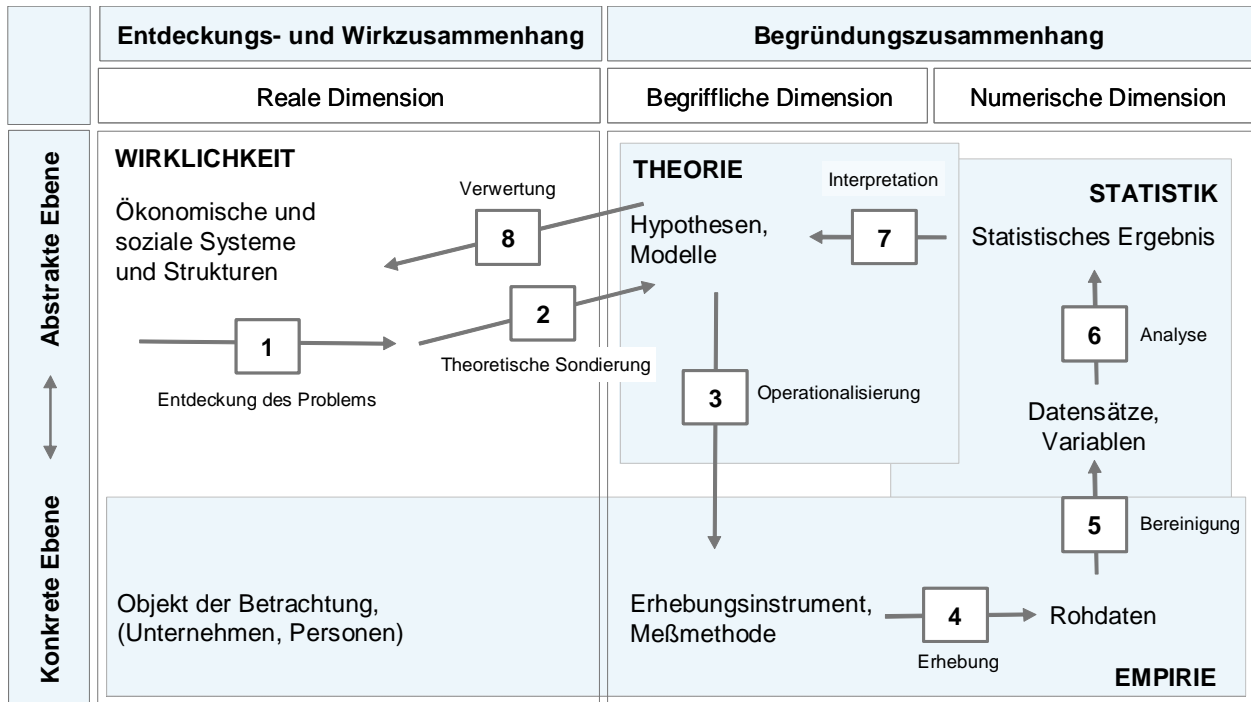 Entdeckungs- und Wirkzusammenhang
Begründungszusammenhang
Reale Dimension
Begriffliche Dimension
Numerische Dimension
Abstrakte Ebene
Konkrete Ebene
WIRKLICHKEIT
Ökonomische und
soziale Systeme
und Strukturen
Verwertung
8
1
Entdeckung des Problems
2
Theoretische Sondierung
THEORIE
Hypothesen,
Modelle
Interpretation
7
3
Operationalisierung
STATISTIK
Statistisches Ergebnis
6
Analyse
Datensätze,
Variablen
5
Bereinigung
Objekt der Betrachtung,
(Unternehmen, Personen)
Erhebungsinstrument,
Meßmethode
4
Erhebung
Rohdaten
EMPIRIE